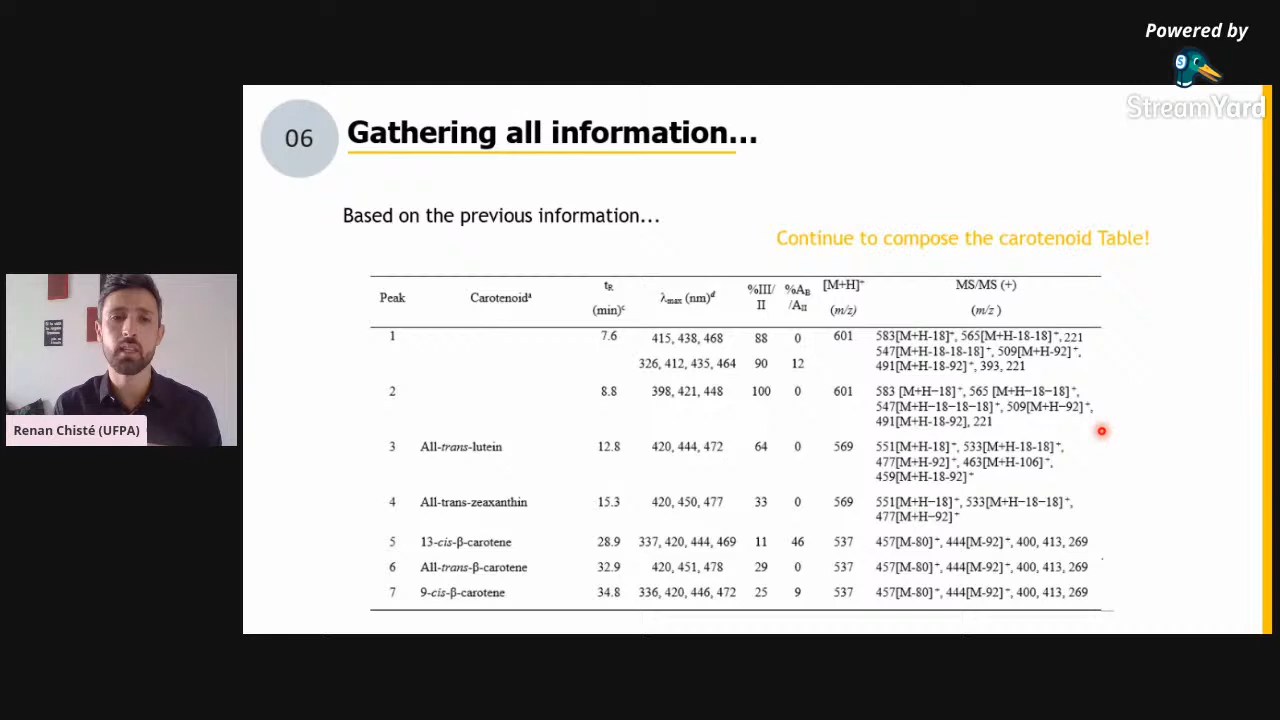 Powered by
StreamYard
06
Gathering all information...
Based on the previous information...
Continue to compose the carotenoid Table!
Peak Carotenoidᵃ tR (min)ᶜ λmax (nm)ᵈ %III/II %AB/AII [M+H]⁺ (m/z) MS/MS (+) (m/z)
1 7.6 415, 438, 468 88 0 601 583[M+H-18]⁺, 565[M+H-18-18]⁺, 221
547[M+H-18-18-18]⁺, 509[M+H-92]⁺,
326, 412, 435, 464 90 12 491[M+H-18-92]⁺, 393, 221
2 8.8 398, 421, 448 100 0 601 583 [M+H−18]⁺, 565 [M+H−18−18]⁺,
547[M+H−18−18−18]⁺, 509[M+H−92]⁺,
491[M+H-18-92], 221
3 All-trans-lutein 12.8 420, 444, 472 64 0 569 551[M+H-18]⁺, 533[M+H-18-18]⁺,
477[M+H-92]⁺, 463[M+H-106]⁺,
459[M+H-18-92]⁺
4 All-trans-zeaxanthin 15.3 420, 450, 477 33 0 569 551[M+H−18]⁺, 533[M+H−18−18]⁺,
477[M+H−92]⁺
5 13-cis-β-carotene 28.9 337, 420, 444, 469 11 46 537 457[M-80]⁺, 444[M-92]⁺, 400, 413, 269
6 All-trans-β-carotene 32.9 420, 451, 478 29 0 537 457[M-80]⁺, 444[M-92]⁺, 400, 413, 269
7 9-cis-β-carotene 34.8 336, 420, 446, 472 25 9 537 457[M-80]⁺, 444[M-92]⁺, 400, 413, 269
Renan Chisté (UFPA)